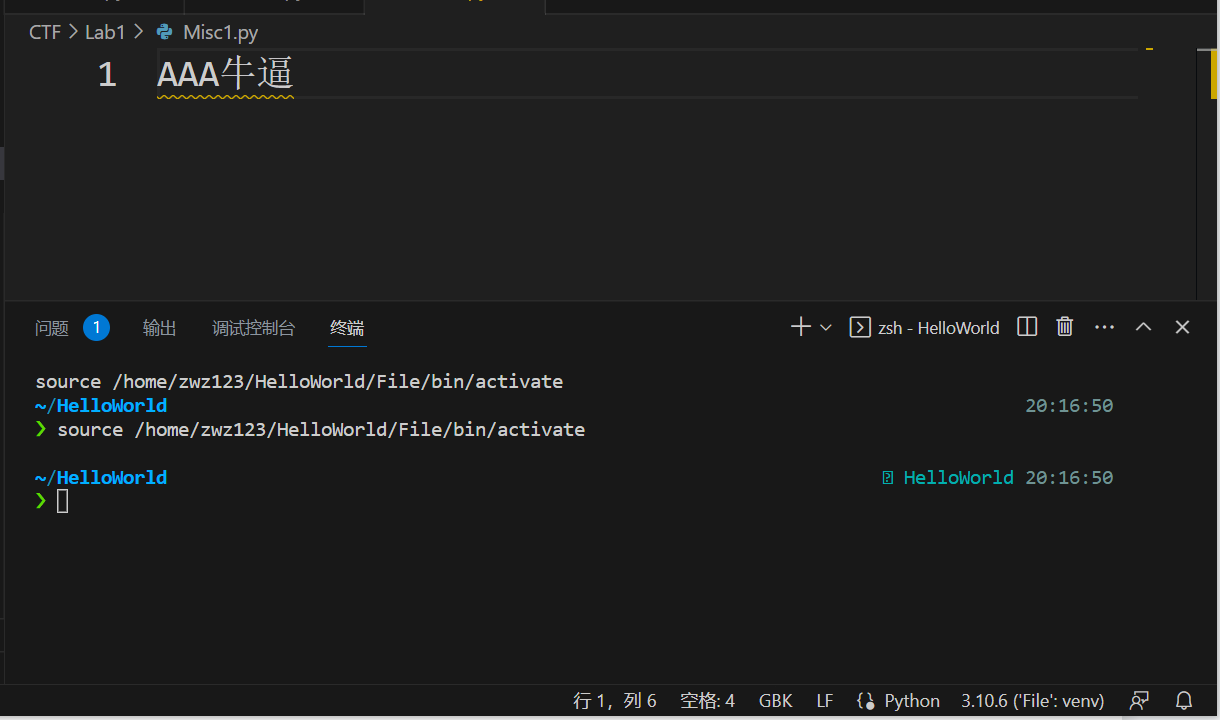 CTF > Lab1 > Misc1.py
1 AAA牛逼
问题 1 输出 调试控制台 终端 zsh - HelloWorld
source /home/zwz123/HelloWorld/File/bin/activate
~/HelloWorld 20:16:50
❯ source /home/zwz123/HelloWorld/File/bin/activate
~/HelloWorld HelloWorld 20:16:50
❯
行 1，列 6 空格: 4 GBK LF Python 3.10.6 ('File': venv)